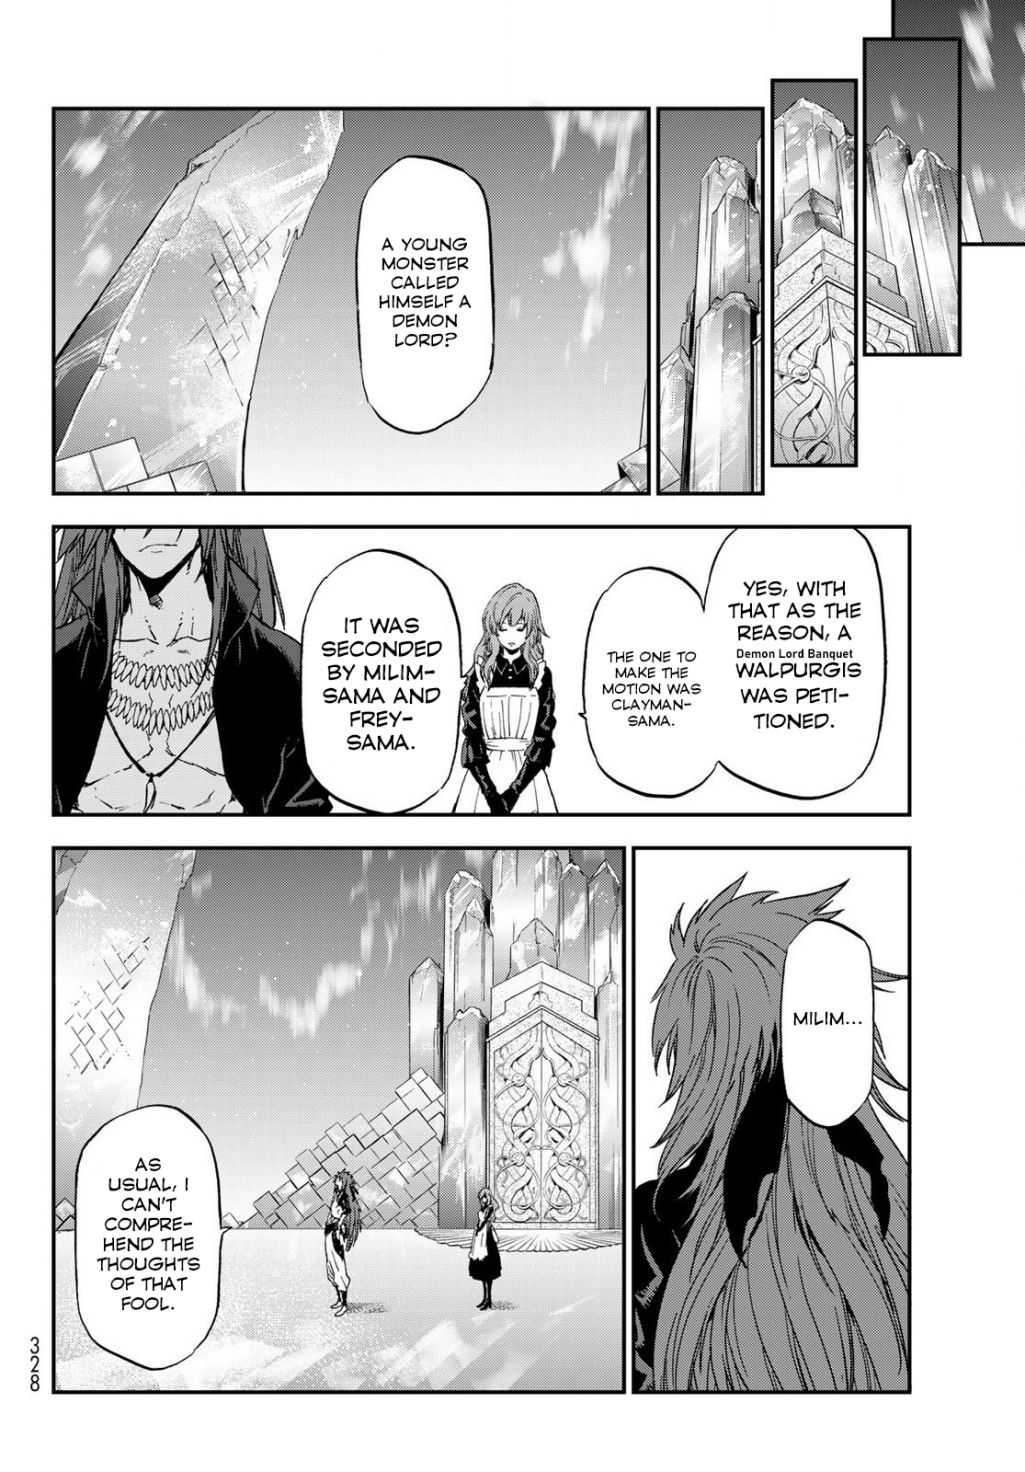 A YOUNG
MONSTER
CALLED
HIMSELF A
DEMON
LORD?
YES, WITH
THAT AS THE
REASON, A
Demon Lord Banquet
WALPURGIS
WAS PETI-
TIONED.
THE ONE TO
MAKE THE
MOTION WAS
CLAYMAN-
SAMA.
IT WAS
SECONDED
BY MILIM-
SAMA AND
FREY-
SAMA.
MILIM...
AS
USUAL, I
CAN'T
COMPRE-
HEND THE
THOUGHTS
OF THAT
FOOL.
328